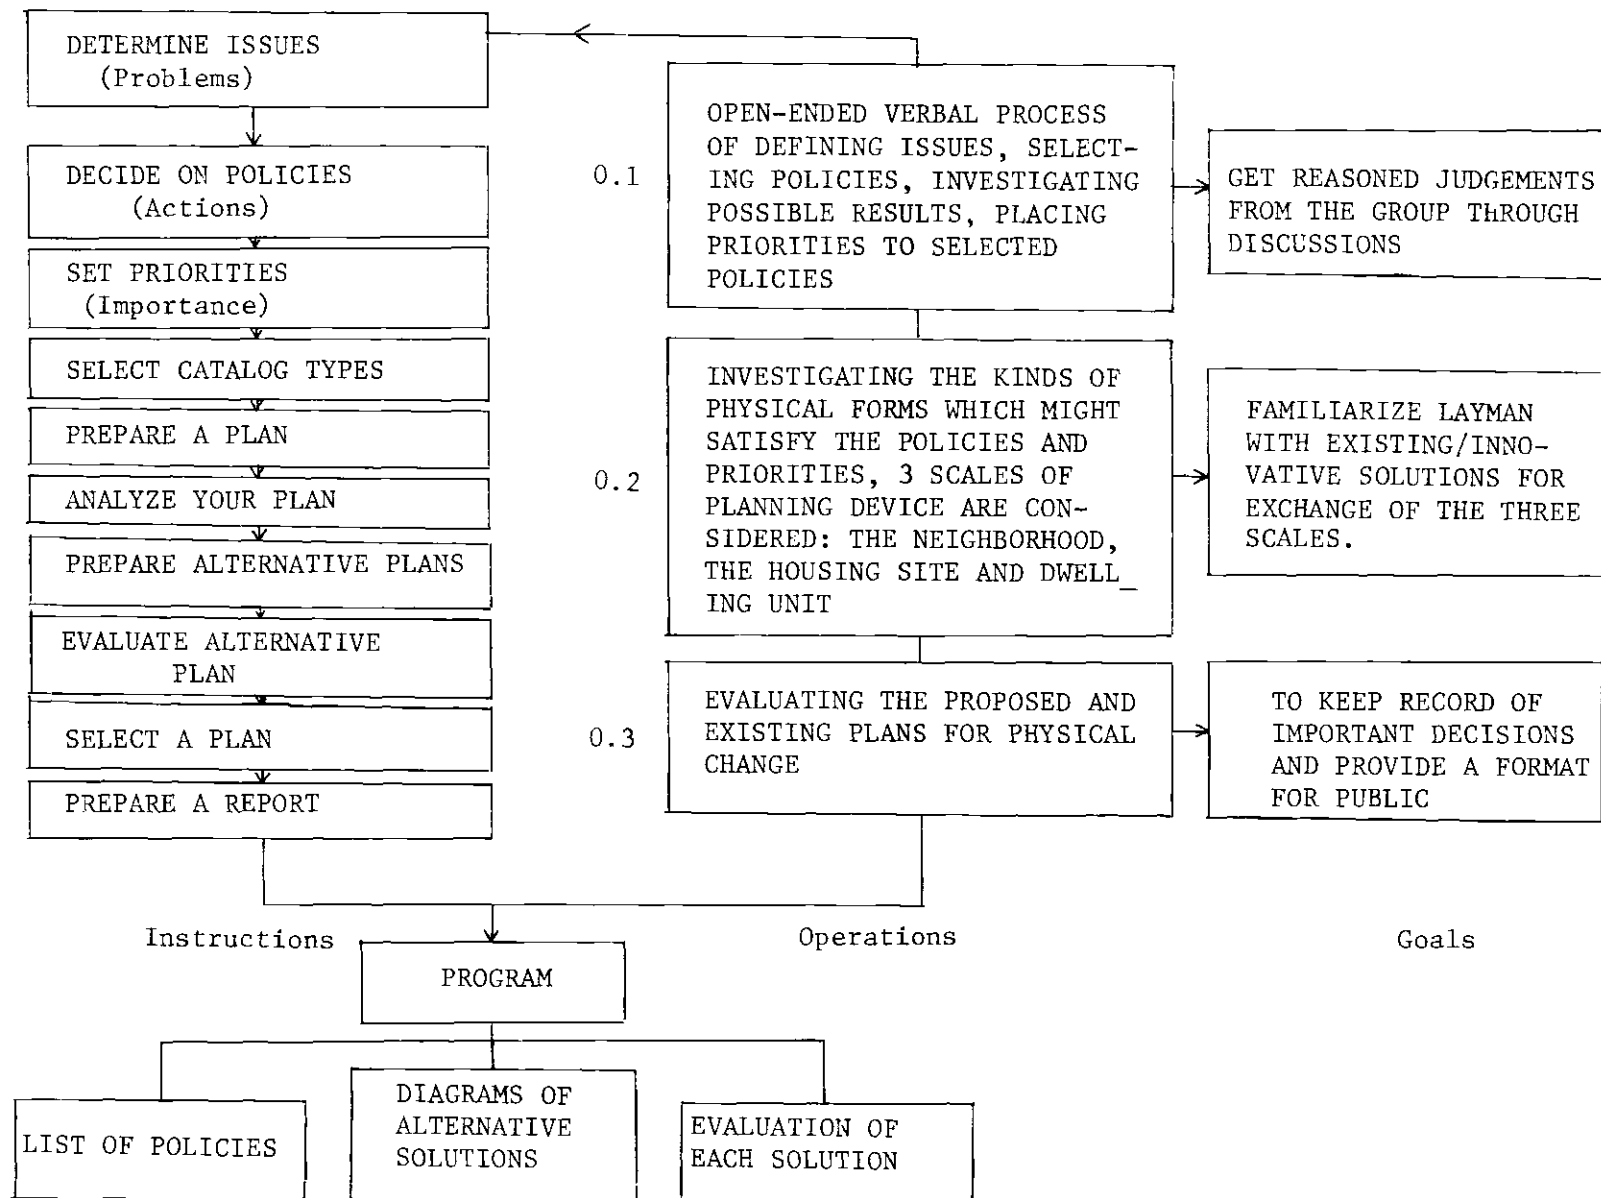 DETERMINE ISSUES
(Problems)
DECIDE ON POLICIES
(Actions)
SET PRIORITIES
(Importance)
SELECT CATALOG TYPES
PREPARE A PLAN
ANALYZE YOUR PLAN
PREPARE ALTERNATIVE PLANS
EVALUATE ALTERNATIVE
PLAN
SELECT A PLAN
PREPARE A REPORT
0.1
OPEN-ENDED VERBAL PROCESS
OF DEFINING ISSUES, SELECT-
ING POLICIES, INVESTIGATING
POSSIBLE RESULTS, PLACING
PRIORITIES TO SELECTED
POLICIES
GET REASONED JUDGEMENTS
FROM THE GROUP THROUGH
DISCUSSIONS
0.2
INVESTIGATING THE KINDS OF
PHYSICAL FORMS WHICH MIGHT
SATISFY THE POLICIES AND
PRIORITIES, 3 SCALES OF
PLANNING DEVICE ARE CON-
SIDERED: THE NEIGHBORHOOD,
THE HOUSING SITE AND DWELL_
ING UNIT
FAMILIARIZE LAYMAN
WITH EXISTING/INNO-
VATIVE SOLUTIONS FOR
EXCHANGE OF THE THREE
SCALES.
0.3
EVALUATING THE PROPOSED AND
EXISTING PLANS FOR PHYSICAL
CHANGE
TO KEEP RECORD OF
IMPORTANT DECISIONS
AND PROVIDE A FORMAT
FOR PUBLIC
Instructions
Operations
Goals
PROGRAM
LIST OF POLICIES
DIAGRAMS OF
ALTERNATIVE
SOLUTIONS
EVALUATION OF
EACH SOLUTION